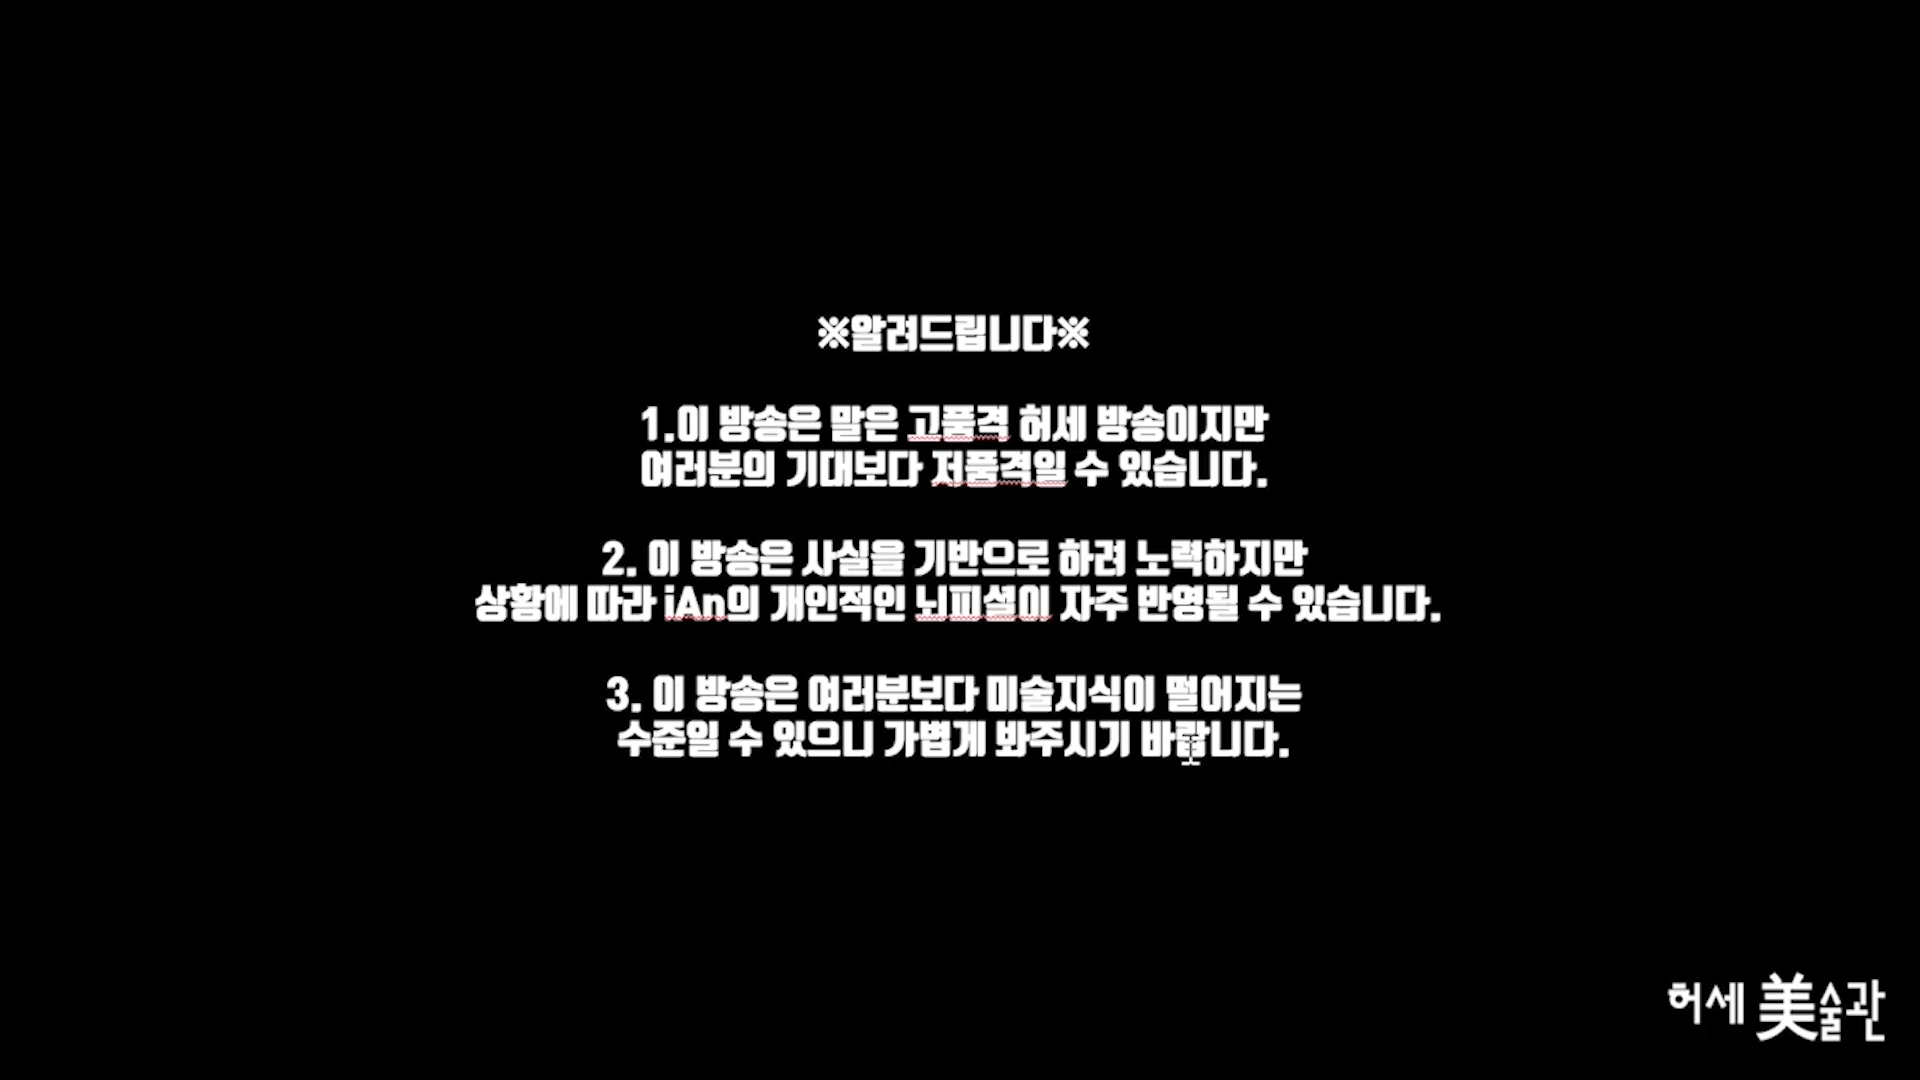 ※알려드립니다※
1.이 방송은 말은 고품격 허세 방송이지만
여러분의 기대보다 저품격일 수 있습니다.
2. 이 방송은 사실을 기반으로 하려 노력하지만
상황에 따라 iAn의 개인적인 뇌피셜이 자주 반영될 수 있습니다.
3. 이 방송은 여러분보다 미술지식이 떨어지는
수준일 수 있으니 가볍게 봐주시기 바랍니다.
허세 美술관